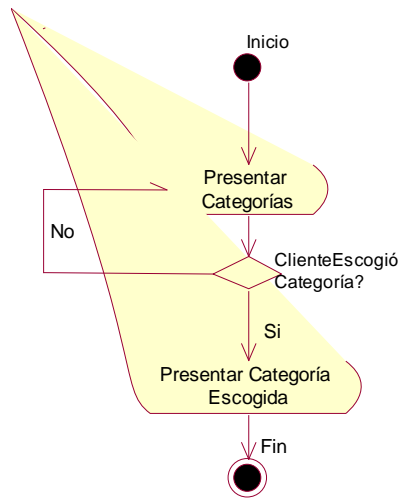 Inicio
Presentar
Categorías
No
ClienteEscogió
Categoría?
Si
Presentar Categoría
Escogida
Fin